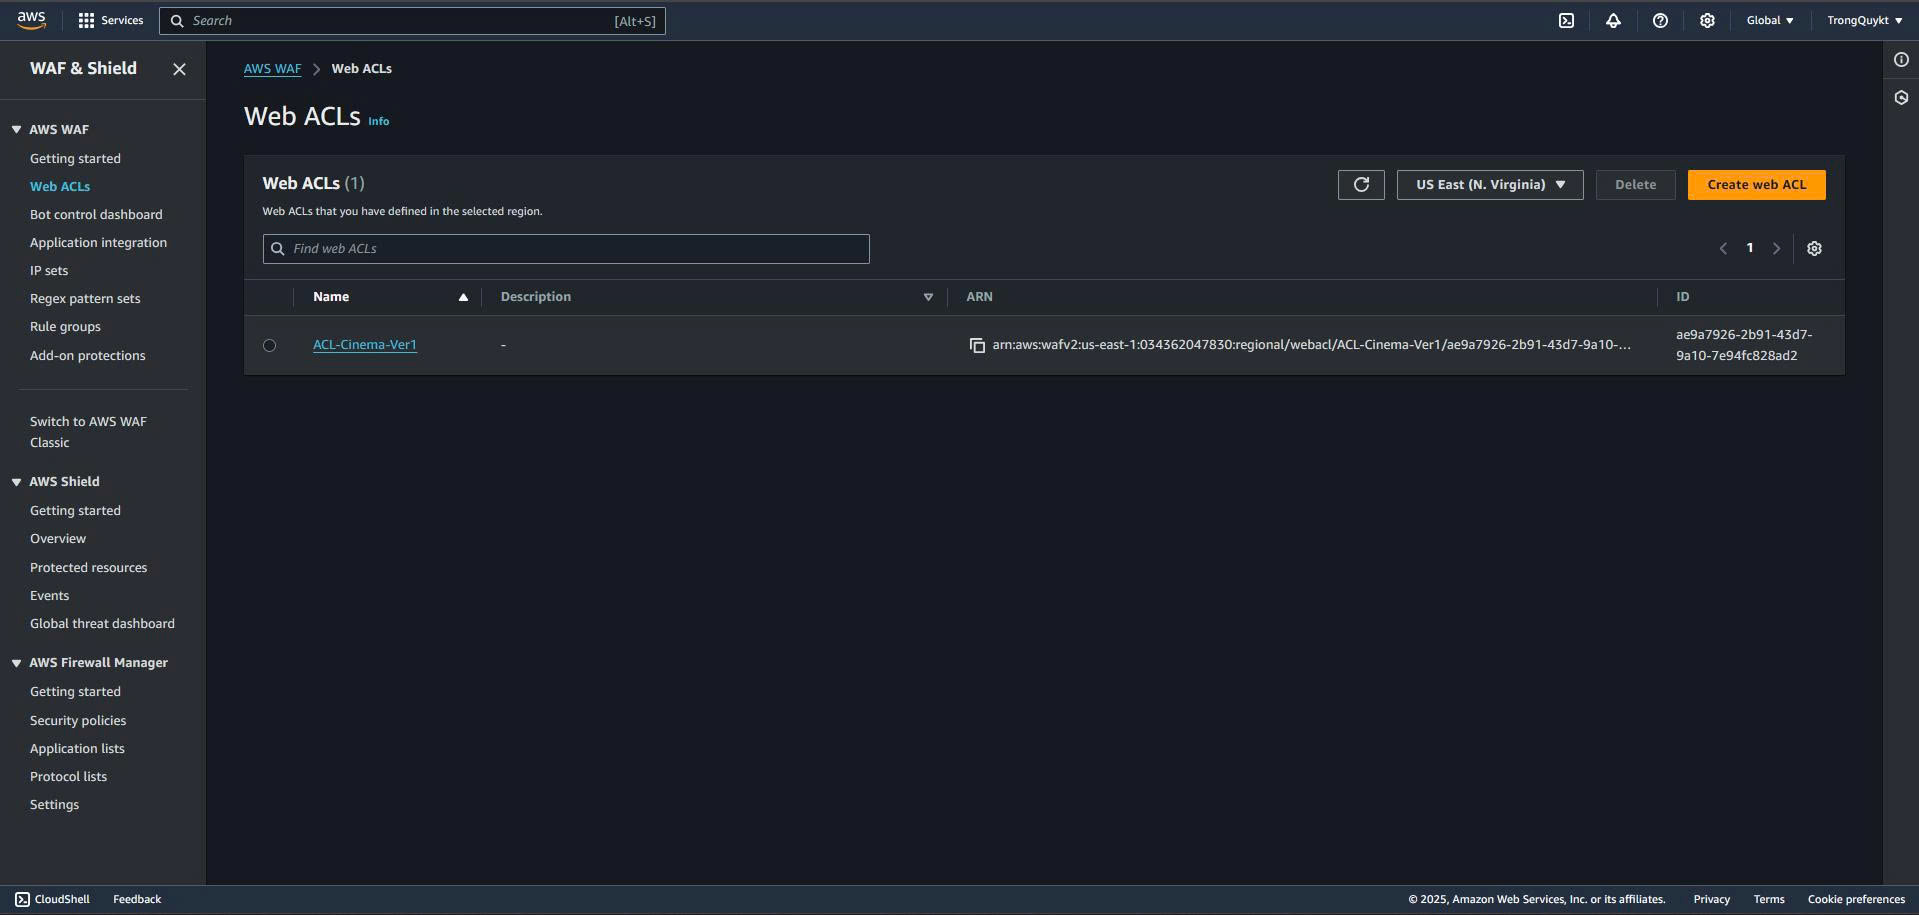 aws
Services
Search
[Alt+S]
Global
TrongQuykt
WAF & Shield
AWS WAF
Getting started
Web ACLs
Bot control dashboard
Application integration
IP sets
Regex pattern sets
Rule groups
Add-on protections
Switch to AWS WAF
Classic
AWS Shield
Getting started
Overview
Protected resources
Events
Global threat dashboard
AWS Firewall Manager
Getting started
Security policies
Application lists
Protocol lists
Settings
AWS WAF > Web ACLs
Web ACLs Info
Web ACLs (1)
Web ACLs that you have defined in the selected region.
US East (N. Virginia)
Delete
Create web ACL
Find web ACLs
1
Name
Description
ARN
ID
ACL-Cinema-Ver1
-
arn:aws:wafv2:us-east-1:034362047830:regional/webacl/ACL-Cinema-Ver1/ae9a7926-2b91-43d7-9a10-...
ae9a7926-2b91-43d7-
9a10-7e94fc828ad2
CloudShell
Feedback
© 2025, Amazon Web Services, Inc. or its affiliates.
Privacy
Terms
Cookie preferences